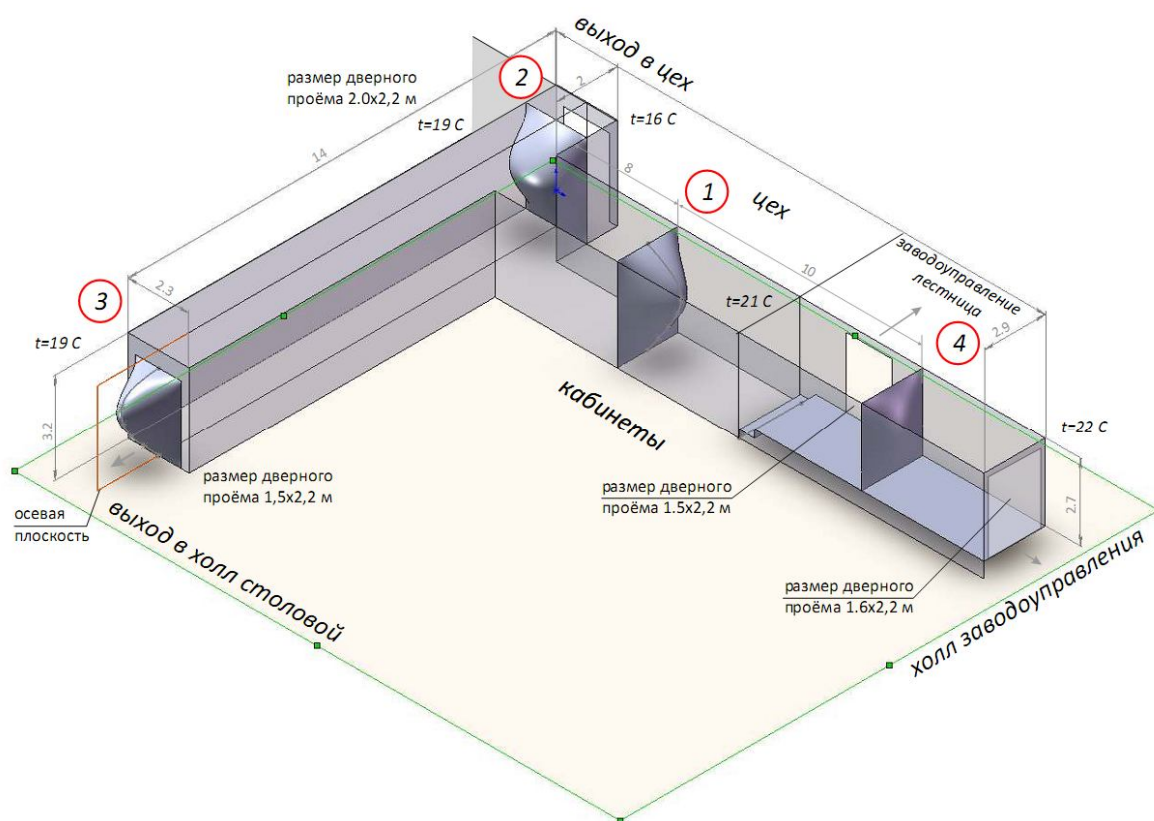 выход в цех
2
размер дверного
проёма 2.0х2,2 м
2
t=19 С
t=16 С
14
8
1
цех
заводоуправление
лестница
10
t=21 С
2.9
4
3
2.3
t=19 С
кабинеты
t=22 С
3.2
2.7
размер дверного
проёма 1,5х2,2 м
размер дверного
проёма 1.5х2,2 м
осевая
плоскость
выход в холл столовой
размер дверного
проёма 1.6х2,2 м
холл заводоуправления